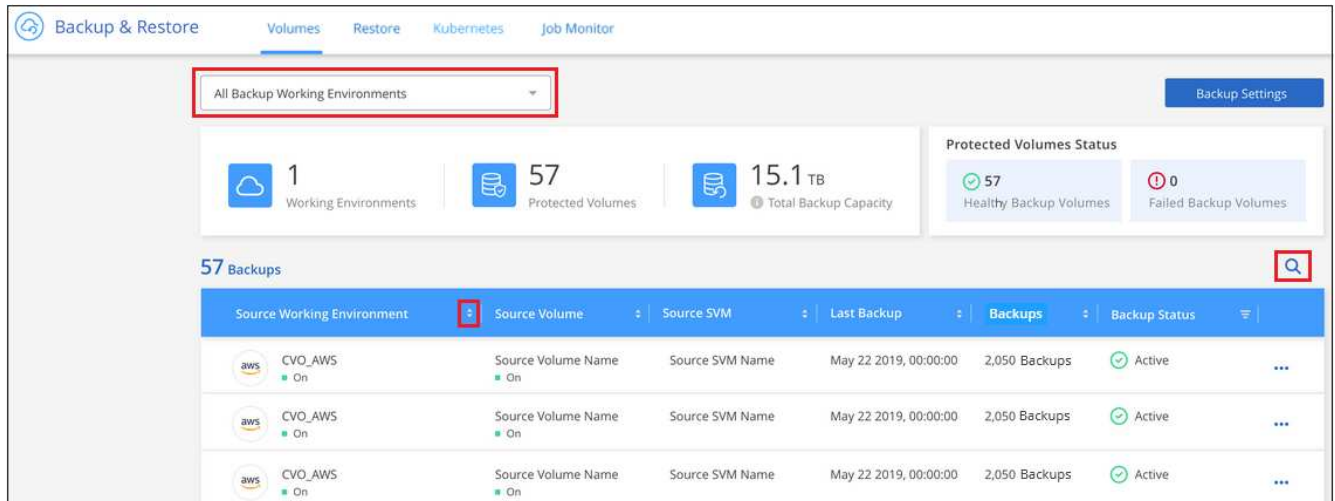 Backup & Restore Volumes Restore Kubernetes Job Monitor
All Backup Working Environments
Backup Settings
1
Working Environments
57
Protected Volumes
15.1 TB
Total Backup Capacity
Protected Volumes Status
57
Healthy Backup Volumes
0
Failed Backup Volumes
57 Backups
Source Working Environment Source Volume Source SVM Last Backup Backups Backup Status
aws CVO_AWS Source Volume Name Source SVM Name May 22 2019, 00:00:00 2,050 Backups Active
On On
aws CVO_AWS Source Volume Name Source SVM Name May 22 2019, 00:00:00 2,050 Backups Active
On On
aws CVO_AWS Source Volume Name Source SVM Name May 22 2019, 00:00:00 2,050 Backups Active
On On